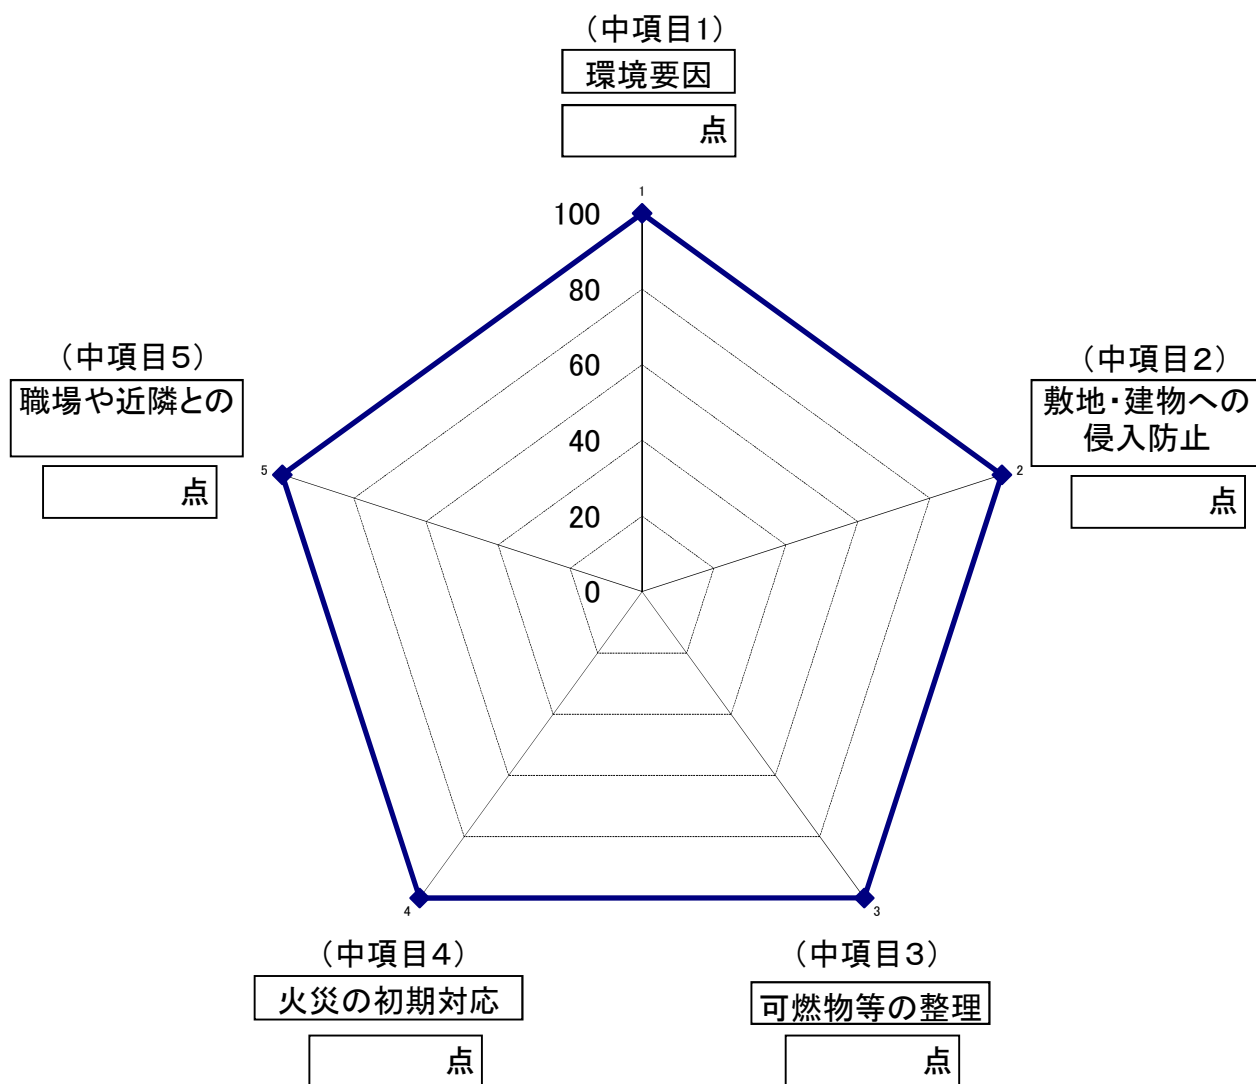 （中項目1）
環境要因
点
1
100
80
60
40
20
0
（中項目5）
職場や近隣との
点
5
（中項目2）
敷地・建物への
侵入防止
点
2
4
3
（中項目4）
火災の初期対応
点
（中項目3）
可燃物等の整理
点